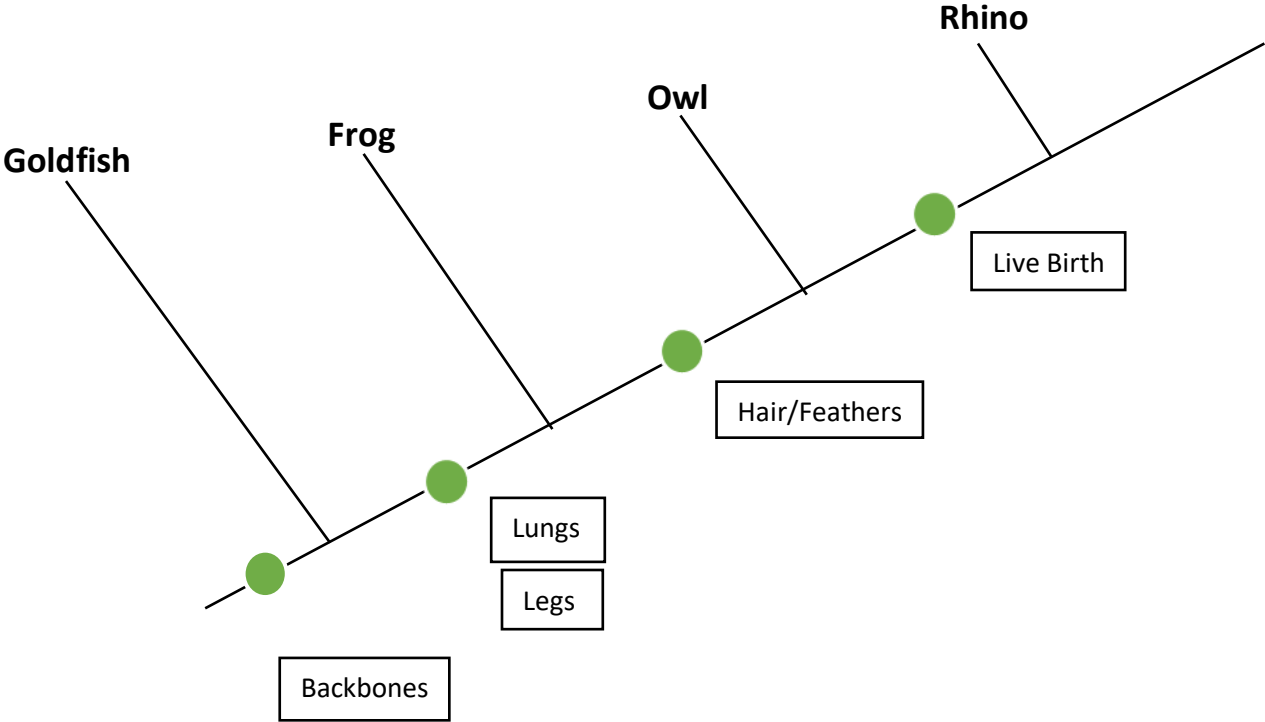 Rhino
Owl
Frog
Goldfish
Live Birth
Hair/Feathers
Lungs
Legs
Backbones